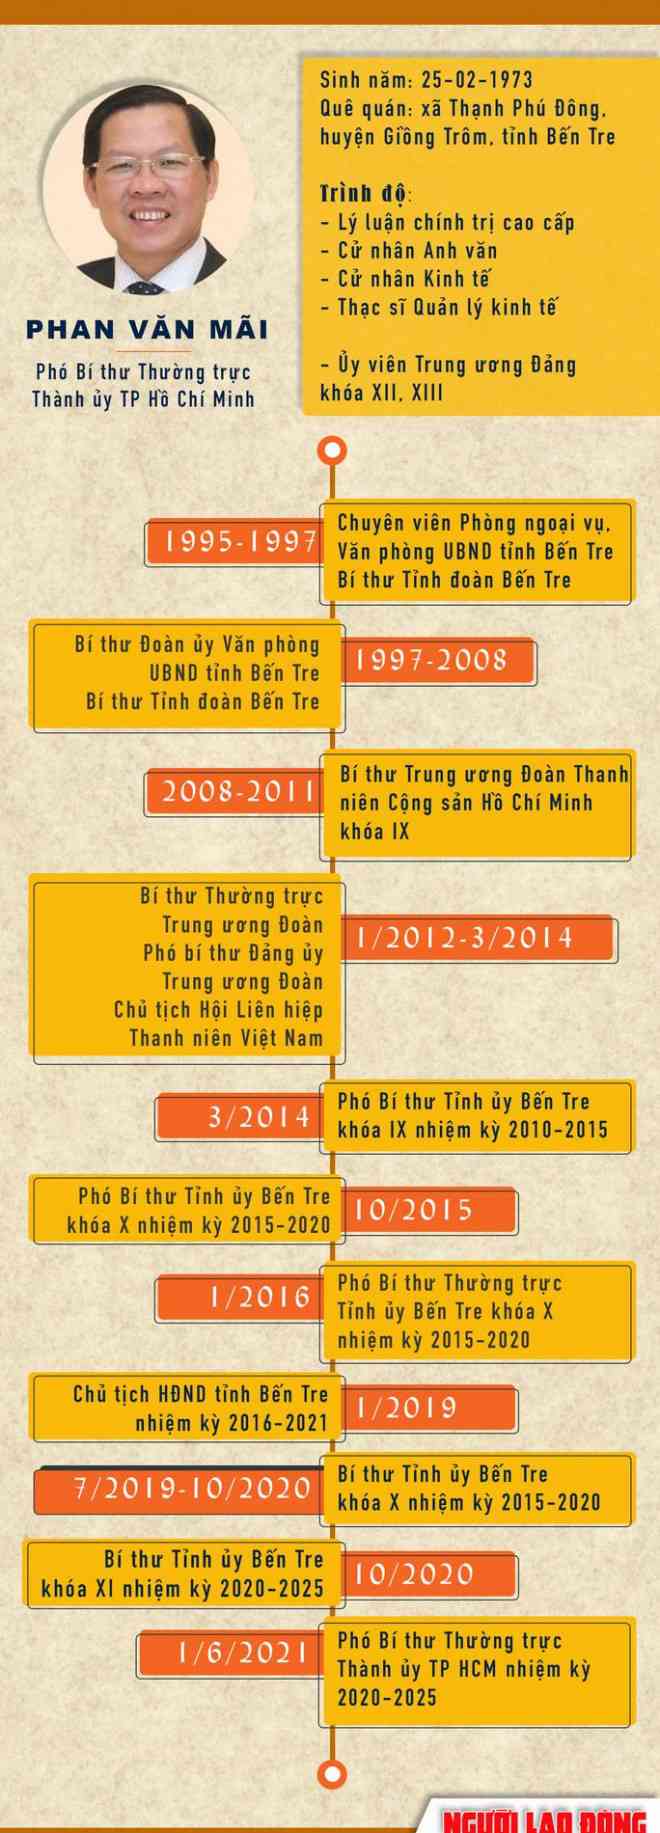 PHAN VĂN MÃI
Phó Bí thư Thường trực
Thành ủy TP Hồ Chí Minh
Sinh năm: 25-02-1973
Quê quán: xã Thạnh Phú Đông,
huyện Giồng Trôm, tỉnh Bến Tre
Trình độ:
- Lý luận chính trị cao cấp
- Cử nhân Anh văn
- Cử nhân Kinh tế
- Thạc sĩ Quản lý kinh tế
- Ủy viên Trung ương Đảng
khóa XII, XIII
1995-1997
Chuyên viên Phòng ngoại vụ,
Văn phòng UBND tỉnh Bến Tre
Bí thư Tỉnh đoàn Bến Tre
1997-2008
Bí thư Đoàn ủy Văn phòng
UBND tỉnh Bến Tre
Bí thư Tỉnh đoàn Bến Tre
2008-2011
Bí thư Trung ương Đoàn Thanh
niên Cộng sản Hồ Chí Minh
khóa IX
1/2012-3/2014
Bí thư Thường trực
Trung ương Đoàn
Phó bí thư Đảng ủy
Trung ương Đoàn
Chủ tịch Hội Liên hiệp
Thanh niên Việt Nam
3/2014
Phó Bí thư Tỉnh ủy Bến Tre
khóa IX nhiệm kỳ 2010-2015
10/2015
Phó Bí thư Tỉnh ủy Bến Tre
khóa X nhiệm kỳ 2015-2020
1/2016
Phó Bí thư Thường trực
Tỉnh ủy Bến Tre khóa X
nhiệm kỳ 2015-2020
1/2019
Chủ tịch HĐND tỉnh Bến Tre
nhiệm kỳ 2016-2021
7/2019-10/2020
Bí thư Tỉnh ủy Bến Tre
khóa X nhiệm kỳ 2015-2020
10/2020
Bí thư Tỉnh ủy Bến Tre
khóa XI nhiệm kỳ 2020-2025
1/6/2021
Phó Bí thư Thường trực
Thành ủy TP HCM nhiệm kỳ
2020-2025
NGƯỜI LAO ĐỘNG